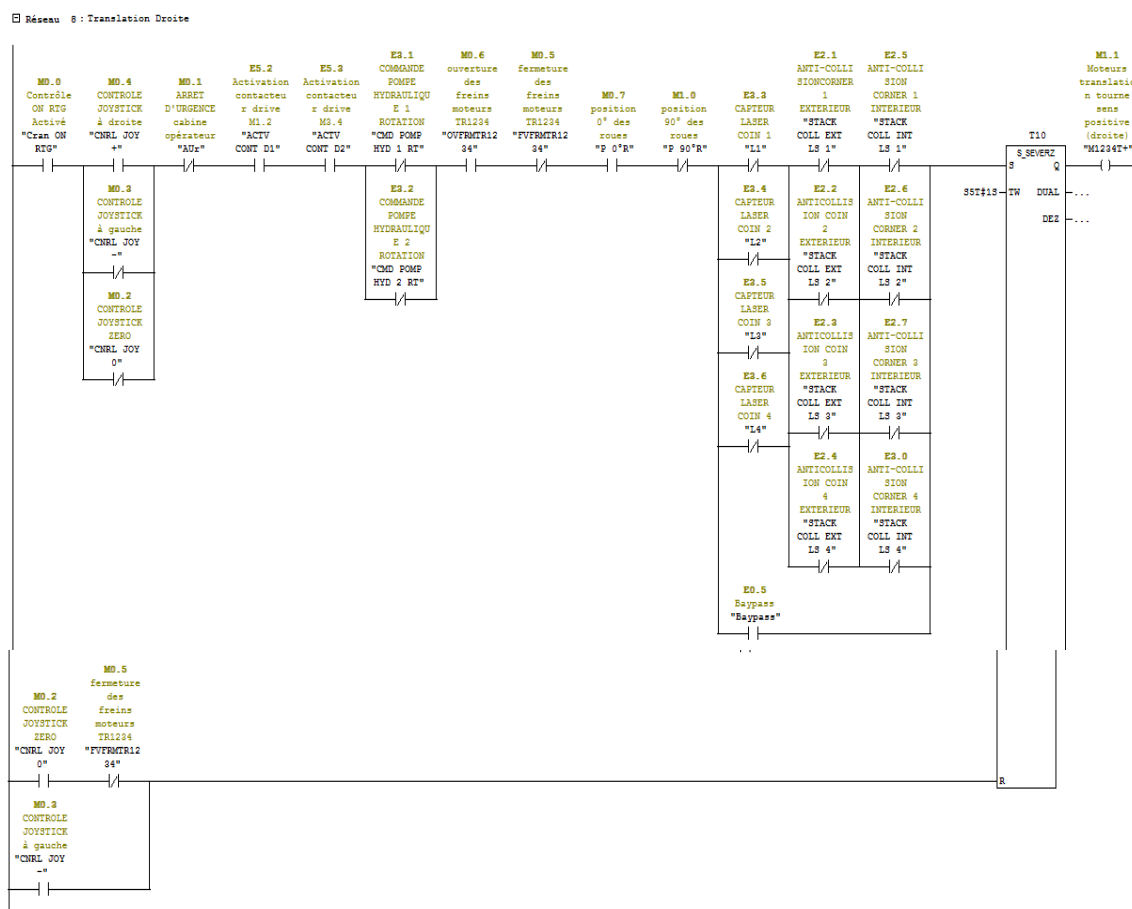 Réseau 8 : Translation Droite
M0.0
Contrôle
ON RTG
Activé
"Cran ON
RTG"
M0.4
CONTROLE
JOYSTICK
à droite
"CNRL JOY
+"
M0.1
ARRET
D'URGENCE
cabine
opérateur
"AUr"
E5.2
Activation
contacteu
r drive
M1.2
"ACTV
CONT D1"
E5.3
Activation
contacteu
r drive
M3.4
"ACTV
CONT D2"
E3.1
COMMANDE
POMPE
HYDRAULIQU
E 1
ROTATION
"CMD POMP
HYD 1 RT"
M0.6
ouverture
des
freins
moteurs
TR1234
"OVFRMTR12
34"
M0.5
fermeture
des
freins
moteurs
TR1234
"FVFRMTR12
34"
M0.7
position
0° des
roues
"P 0°R"
M1.0
position
90° des
roues
"P 90°R"
E3.3
CAPTEUR
LASER
COIN 1
"L1"
E2.1
ANTI-COLLI
SIONCORNER
1
EXTERIEUR
"STACK
COLL EXT
LS 1"
E2.5
ANTI-COLLI
SION
CORNER 1
INTERIEUR
"STACK
COLL INT
LS 1"
T10
S_SEVERZ
S Q
S5T#1S TW DUAL ...
DEZ ...
M1.1
Moteurs
translatio
n tourne
sens
positive
(droite)
"M1234T+"
M0.3
CONTROLE
JOYSTICK
à gauche
"CNRL JOY
-"
M0.2
CONTROLE
JOYSTICK
ZERO
"CNRL JOY
0"
E3.2
COMMANDE
POMPE
HYDRAULIQU
E 2
ROTATION
"CMD POMP
HYD 2 RT"
E3.4
CAPTEUR
LASER
COIN 2
"L2"
E2.2
ANTICOLLIS
ION COIN
2
EXTERIEUR
"STACK
COLL EXT
LS 2"
E2.6
ANTI-COLLI
SION
CORNER 2
INTERIEUR
"STACK
COLL INT
LS 2"
E3.5
CAPTEUR
LASER
COIN 3
"L3"
E2.3
ANTICOLLIS
ION COIN
3
EXTERIEUR
"STACK
COLL EXT
LS 3"
E2.7
ANTI-COLLI
SION
CORNER 3
INTERIEUR
"STACK
COLL INT
LS 3"
E3.6
CAPTEUR
LASER
COIN 4
"L4"
E2.4
ANTICOLLIS
ION COIN
4
EXTERIEUR
"STACK
COLL EXT
LS 4"
E3.0
ANTI-COLLI
SION
CORNER 4
INTERIEUR
"STACK
COLL INT
LS 4"
E0.5
Baypass
"Baypass"
M0.2
CONTROLE
JOYSTICK
ZERO
"CNRL JOY
0"
M0.5
fermeture
des
freins
moteurs
TR1234
"FVFRMTR12
34"
R
M0.3
CONTROLE
JOYSTICK
à gauche
"CNRL JOY
-"